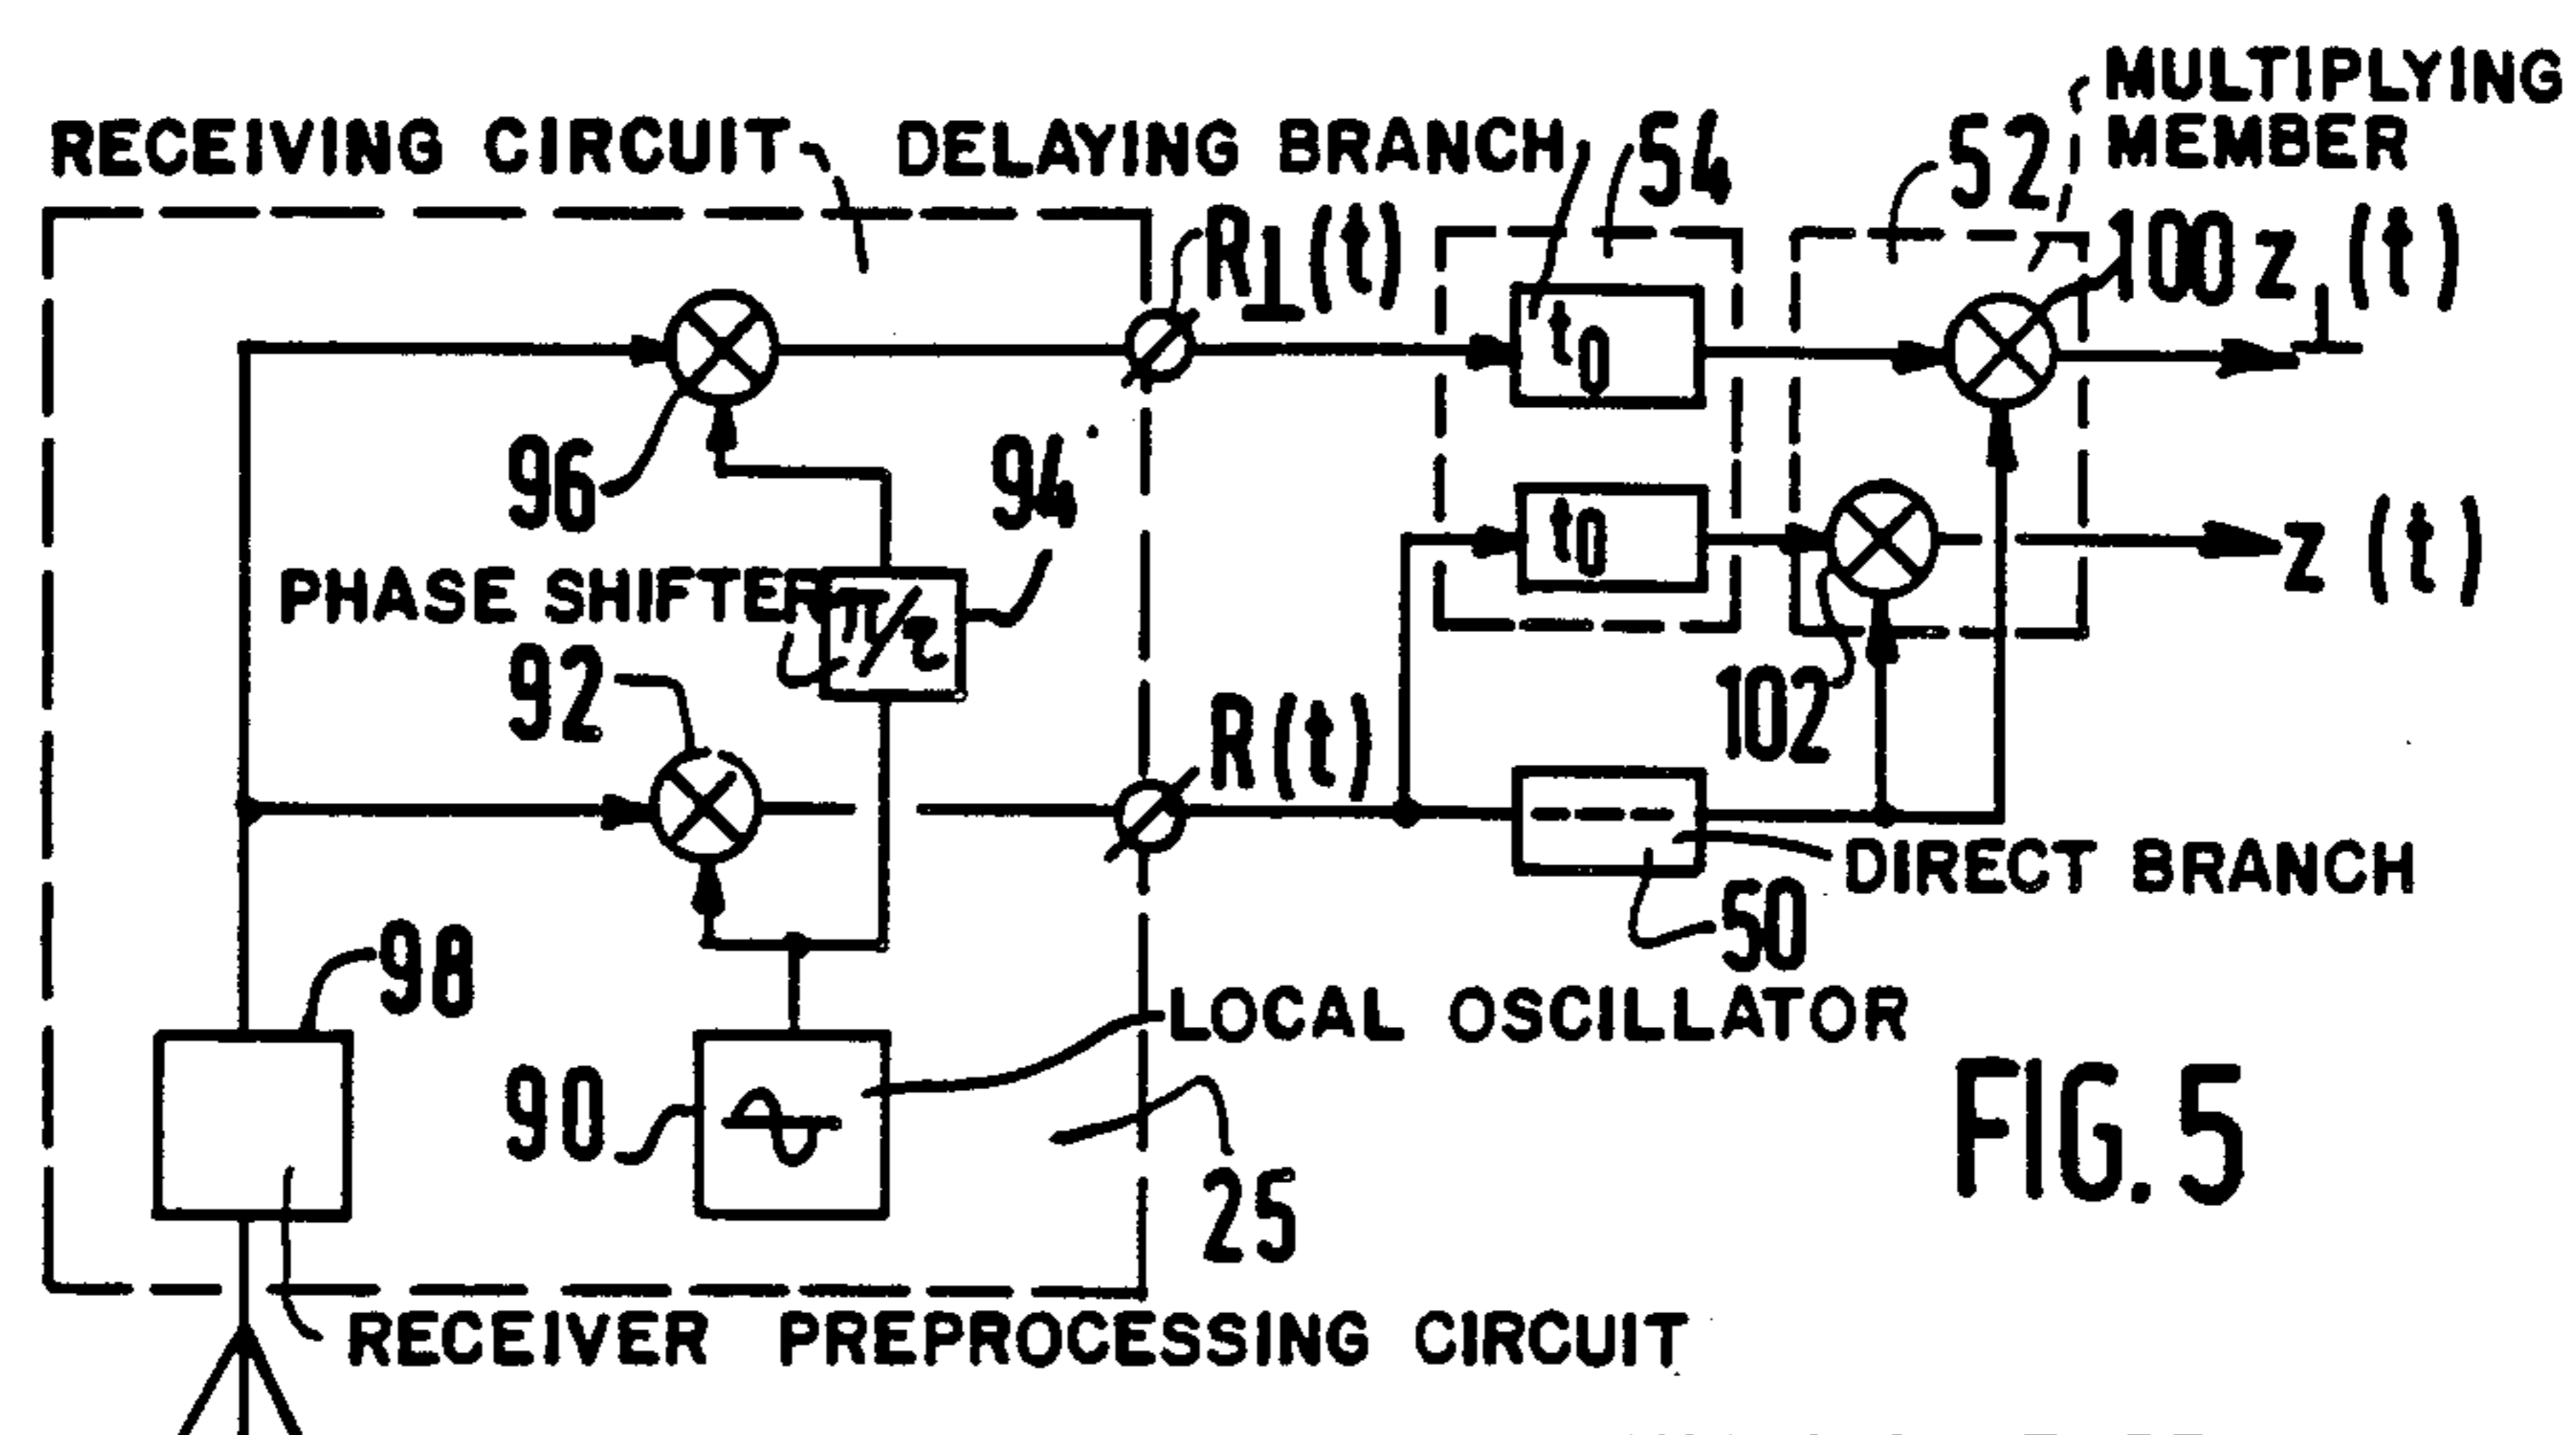 MULTIPLYING
MEMBER
RECEIVING CIRCUIT
DELAYING BRANCH
54
52
R⊥(t)
100
z⊥(t)
t0
96
94
t0
z (t)
PHASE SHIFTER
π/2
92
102
R(t)
DIRECT BRANCH
50
98
LOCAL OSCILLATOR
90
25
FIG. 5
RECEIVER PREPROCESSING CIRCUIT